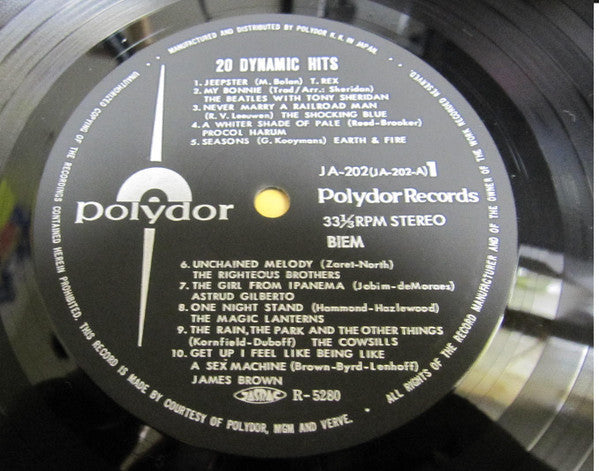 MANUFACTURED AND DISTRIBUTED BY POLYDOR K. K. IN JAPAN.
20 DYNAMIC HITS
1. JEEPSTER (M. Bolan) T. REX
2. MY BONNIE (Trad/Arr.: Sheridan)
THE BEATLES WITH TONY SHERIDAN
3. NEVER MARRY A RAILROAD MAN
(R. V. Leeuwen) THE SHOCKING BLUE
4. A WHITER SHADE OF PALE (Reed-Brooker)
PROCOL HARUM
5. SEASONS (G. Kooymans) EARTH & FIRE
JA-202(JA-202-A)1
polydor
Polydor Records
33⅓RPM STEREO
BIEM
6. UNCHAINED MELODY (Zaret-North)
THE RIGHTEOUS BROTHERS
7. THE GIRL FROM IPANEMA (Jobim-deMoraes)
ASTRUD GILBERTO
8. ONE NIGHT STAND (Hammond-Hazlewood)
THE MAGIC LANTERNS
9. THE RAIN, THE PARK AND THE OTHER THINGS
(Kornfield-Duboff) THE COWSILLS
10. GET UP I FEEL LIKE BEING LIKE
A SEX MACHINE (Brown-Byrd-Lenhoff)
JAMES BROWN
JASRAC R-5280
UNAUTHORIZED COPYING OF THE RECORDINGS CONTAINED HEREIN PROHIBITED. THIS RECORD IS MADE BY COURTESY OF POLYDOR, MGM AND VERVE.
ALL RIGHTS OF THE RECORD MANUFACTURER AND OF THE OWNER OF THE WORK RECORDED RESERVED.